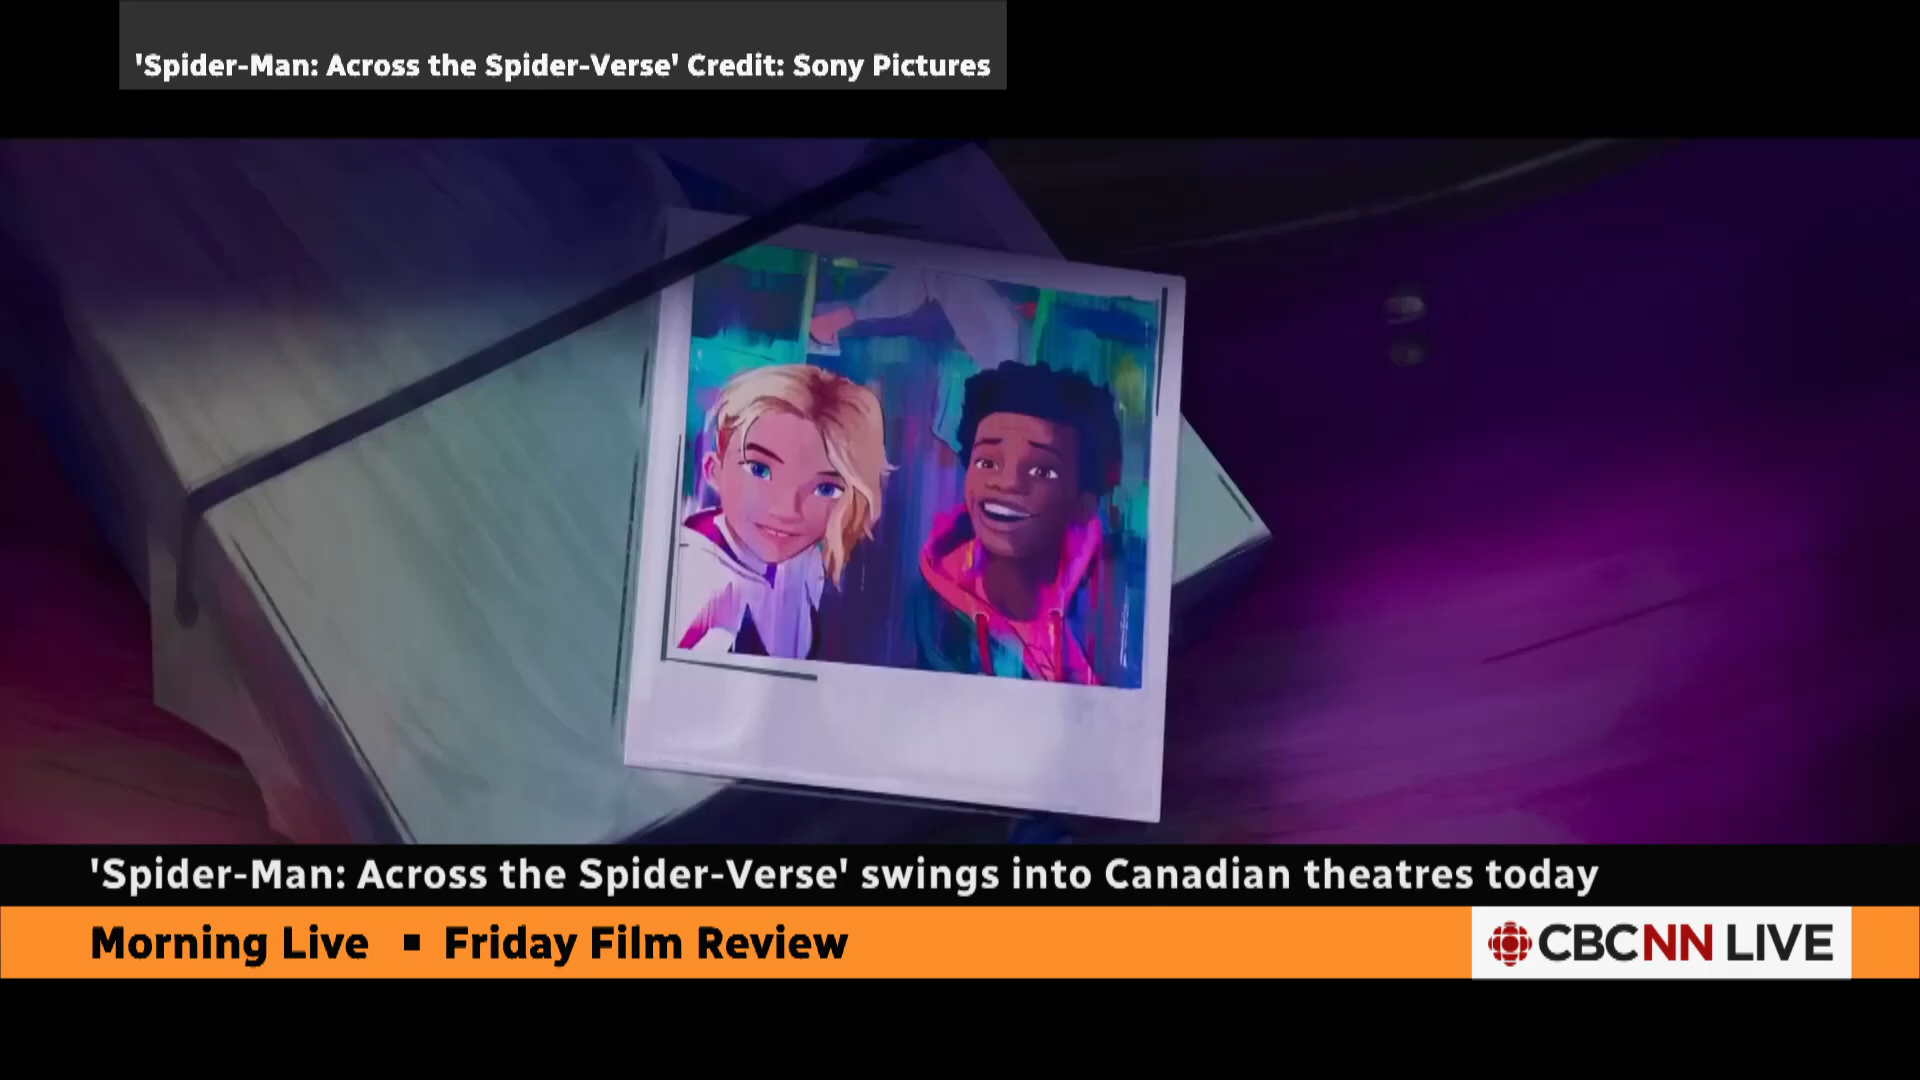 'Spider-Man: Across the Spider-Verse' Credit: Sony Pictures
'Spider-Man: Across the Spider-Verse' swings into Canadian theatres today
Morning Live ▪ Friday Film Review
CBCNN LIVE